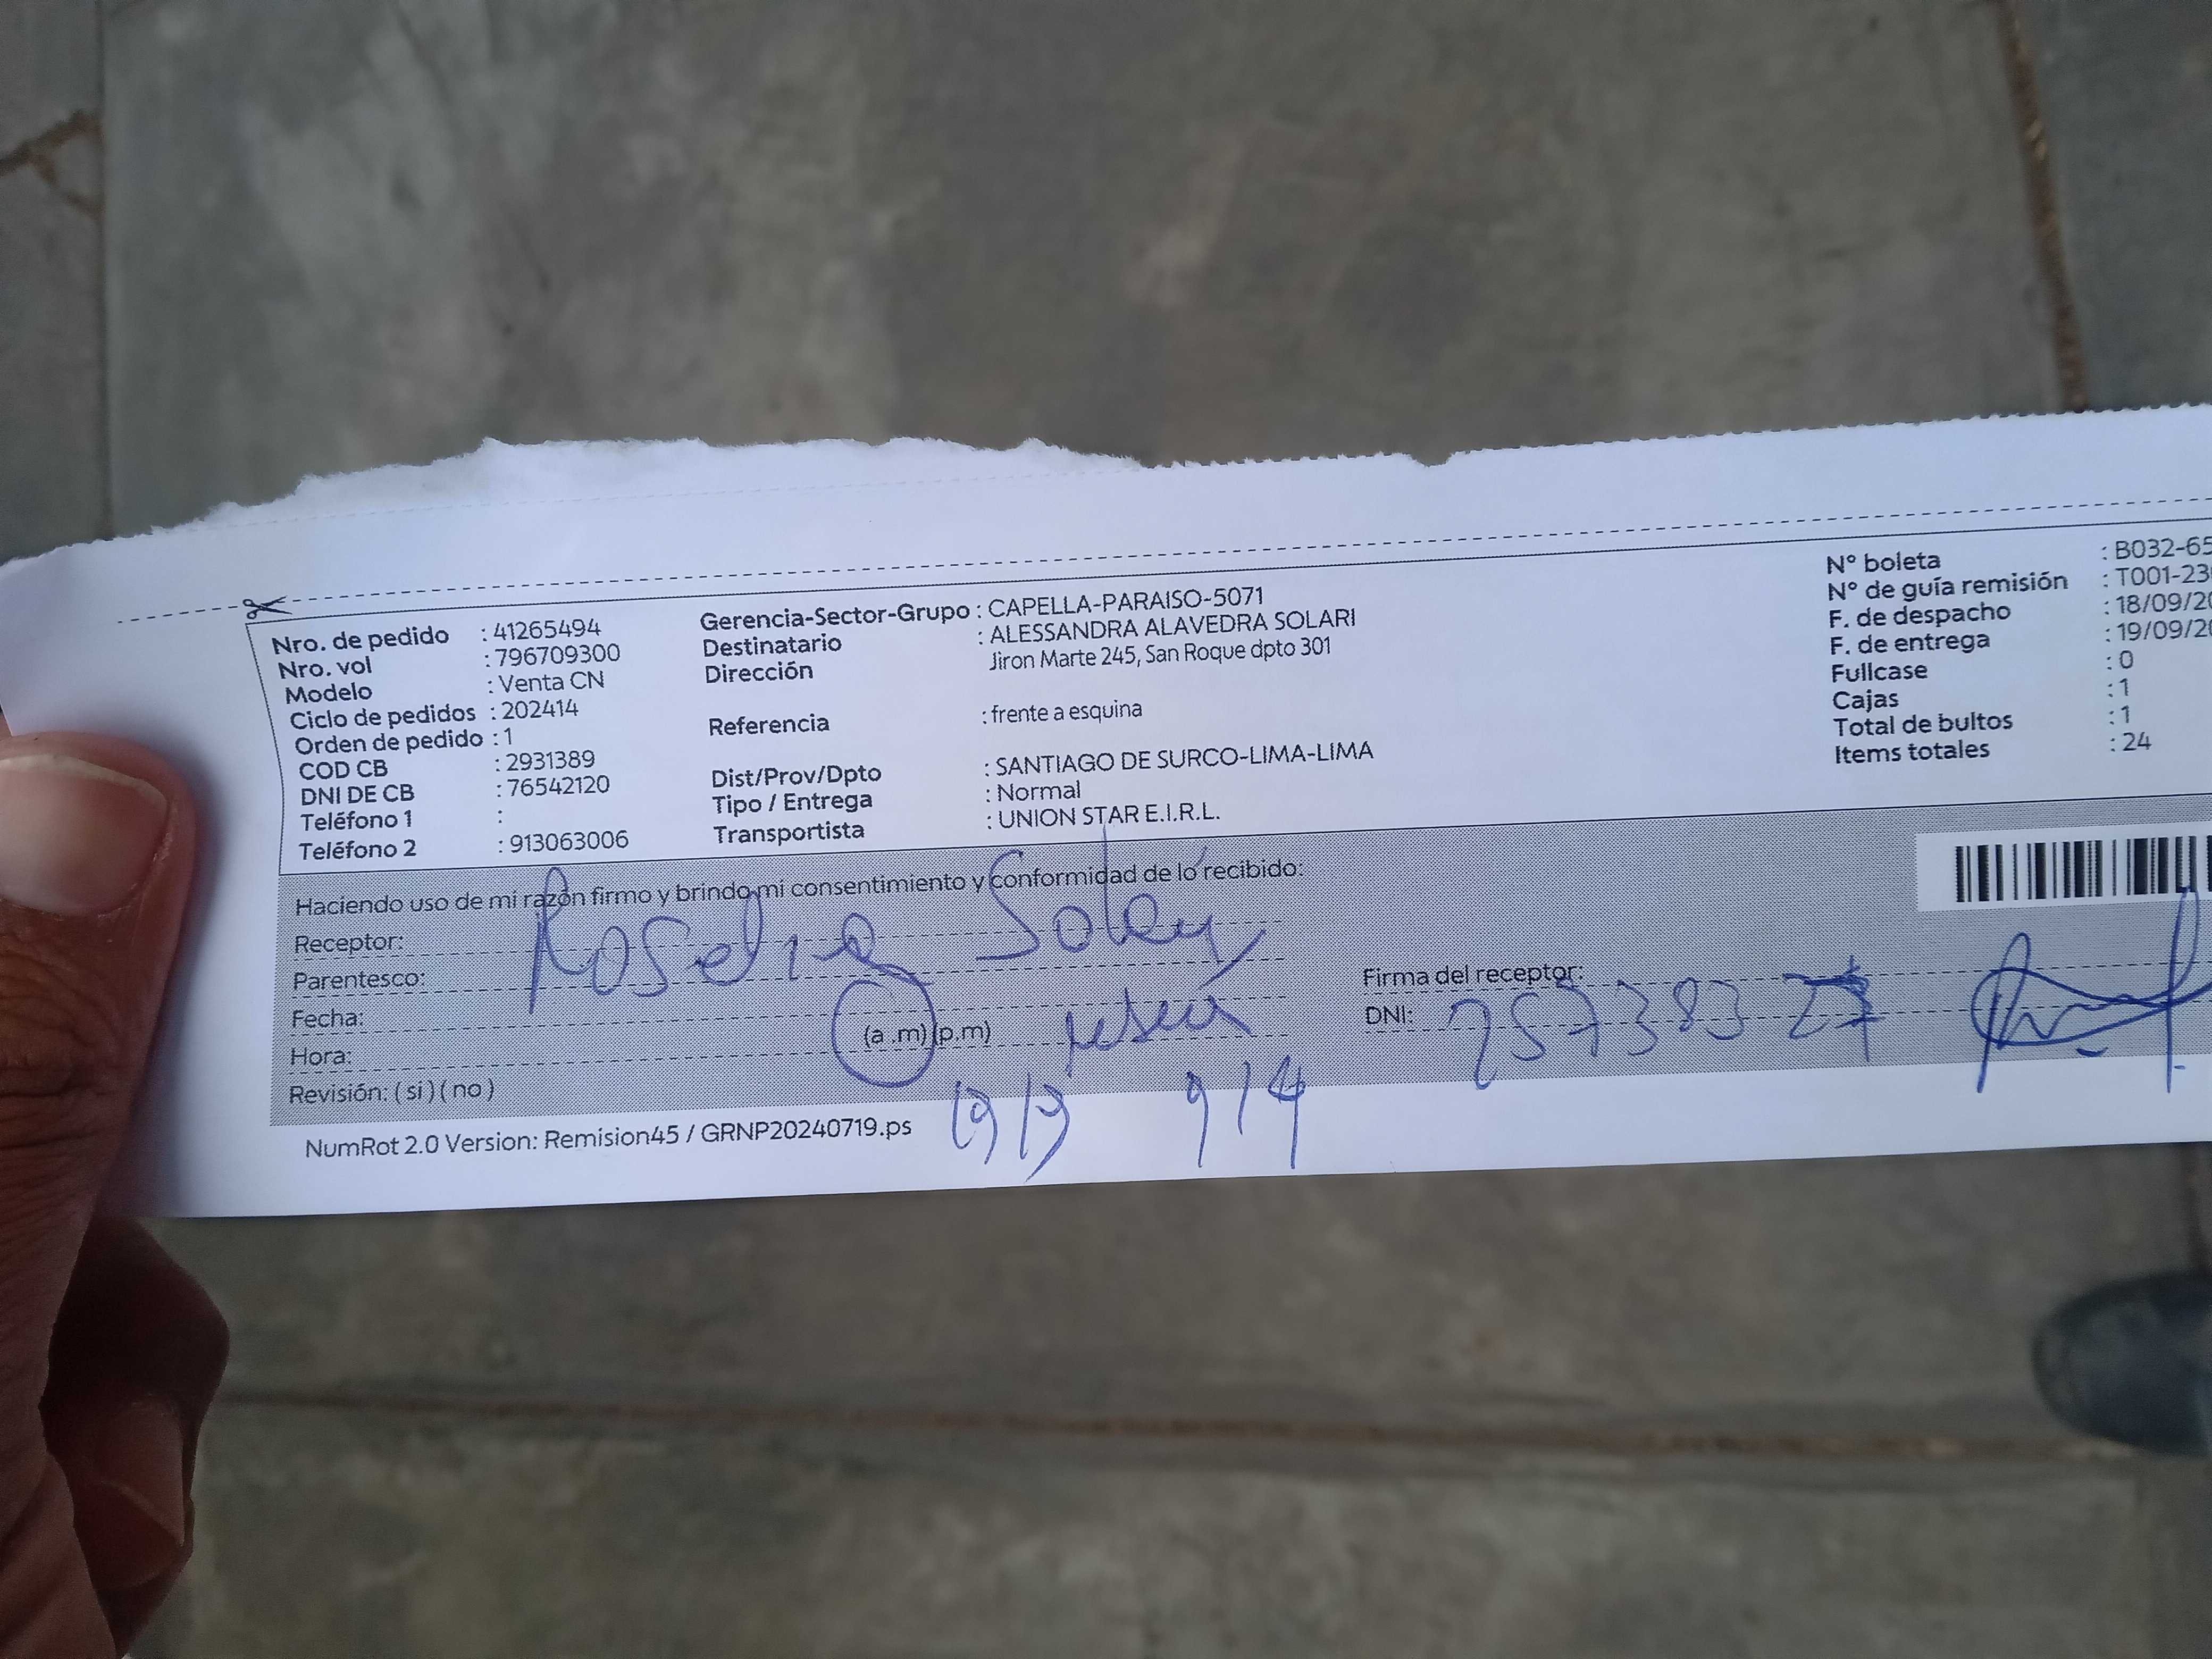 Nro. de pedido : 41265494
Nro. vol : 796709300
Modelo : Venta CN
Ciclo de pedidos : 202414
Orden de pedido : 1
COD CB : 2931389
DNI DE CB : 76542120
Teléfono 1 :
Teléfono 2 : 913063006
Gerencia-Sector-Grupo : CAPELLA-PARAISO-5071
Destinatario : ALESSANDRA ALAVEDRA SOLARI
Dirección Jiron Marte 245, San Roque dpto 301
Referencia : frente a esquina
Dist/Prov/Dpto : SANTIAGO DE SURCO-LIMA-LIMA
Tipo / Entrega : Normal
Transportista : UNION STAR E.I.R.L.
N° boleta : B032-65
N° de guía remisión : T001-23
F. de despacho : 18/09/20
F. de entrega : 19/09/20
Fullcase : 0
Cajas : 1
Total de bultos : 1
Items totales : 24
Haciendo uso de mi razón firmo y brindo mi consentimiento y conformidad de lo recibido:
Receptor:
Parentesco:
Fecha:
Hora: (a .m) (p.m)
Revisión: ( si ) ( no )
Firma del receptor:
DNI:
19/9 914
NumRot 2.0 Version: Remision45 / GRNP20240719.ps